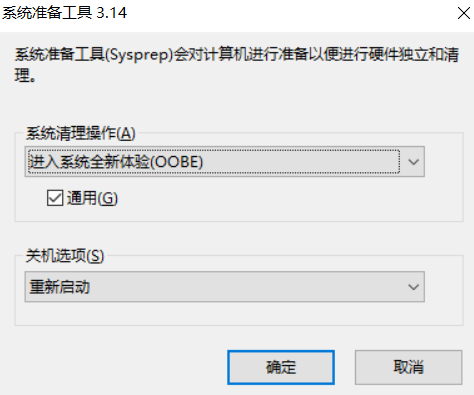 系统准备工具 3.14
系统准备工具(Sysprep)会对计算机进行准备以便进行硬件独立和清
理。
系统清理操作(A)
进入系统全新体验(OOBE)
通用(G)
关机选项(S)
重新启动
确定
取消